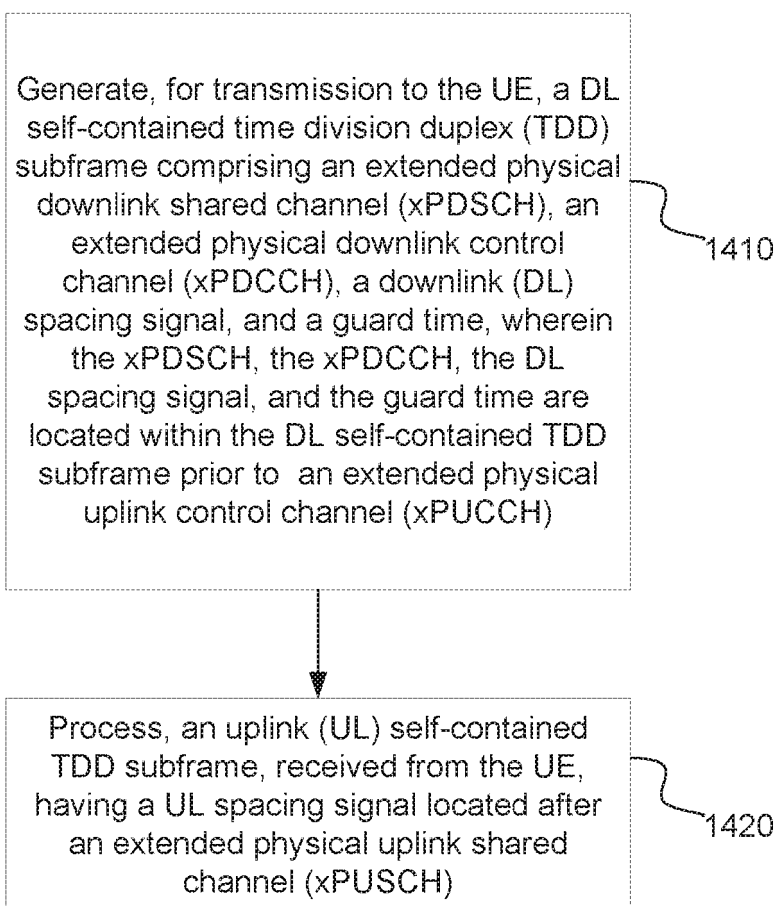 Generate, for transmission to the UE, a DL
self-contained time division duplex (TDD)
subframe comprising an extended physical
downlink shared channel (xPDSCH), an
extended physical downlink control
channel (xPDCCH), a downlink (DL)
spacing signal, and a guard time, wherein
the xPDSCH, the xPDCCH, the DL
spacing signal, and the guard time are
located within the DL self-contained TDD
subframe prior to an extended physical
uplink control channel (xPUCCH)
1410
Process, an uplink (UL) self-contained
TDD subframe, received from the UE,
having a UL spacing signal located after
an extended physical uplink shared
channel (xPUSCH)
1420